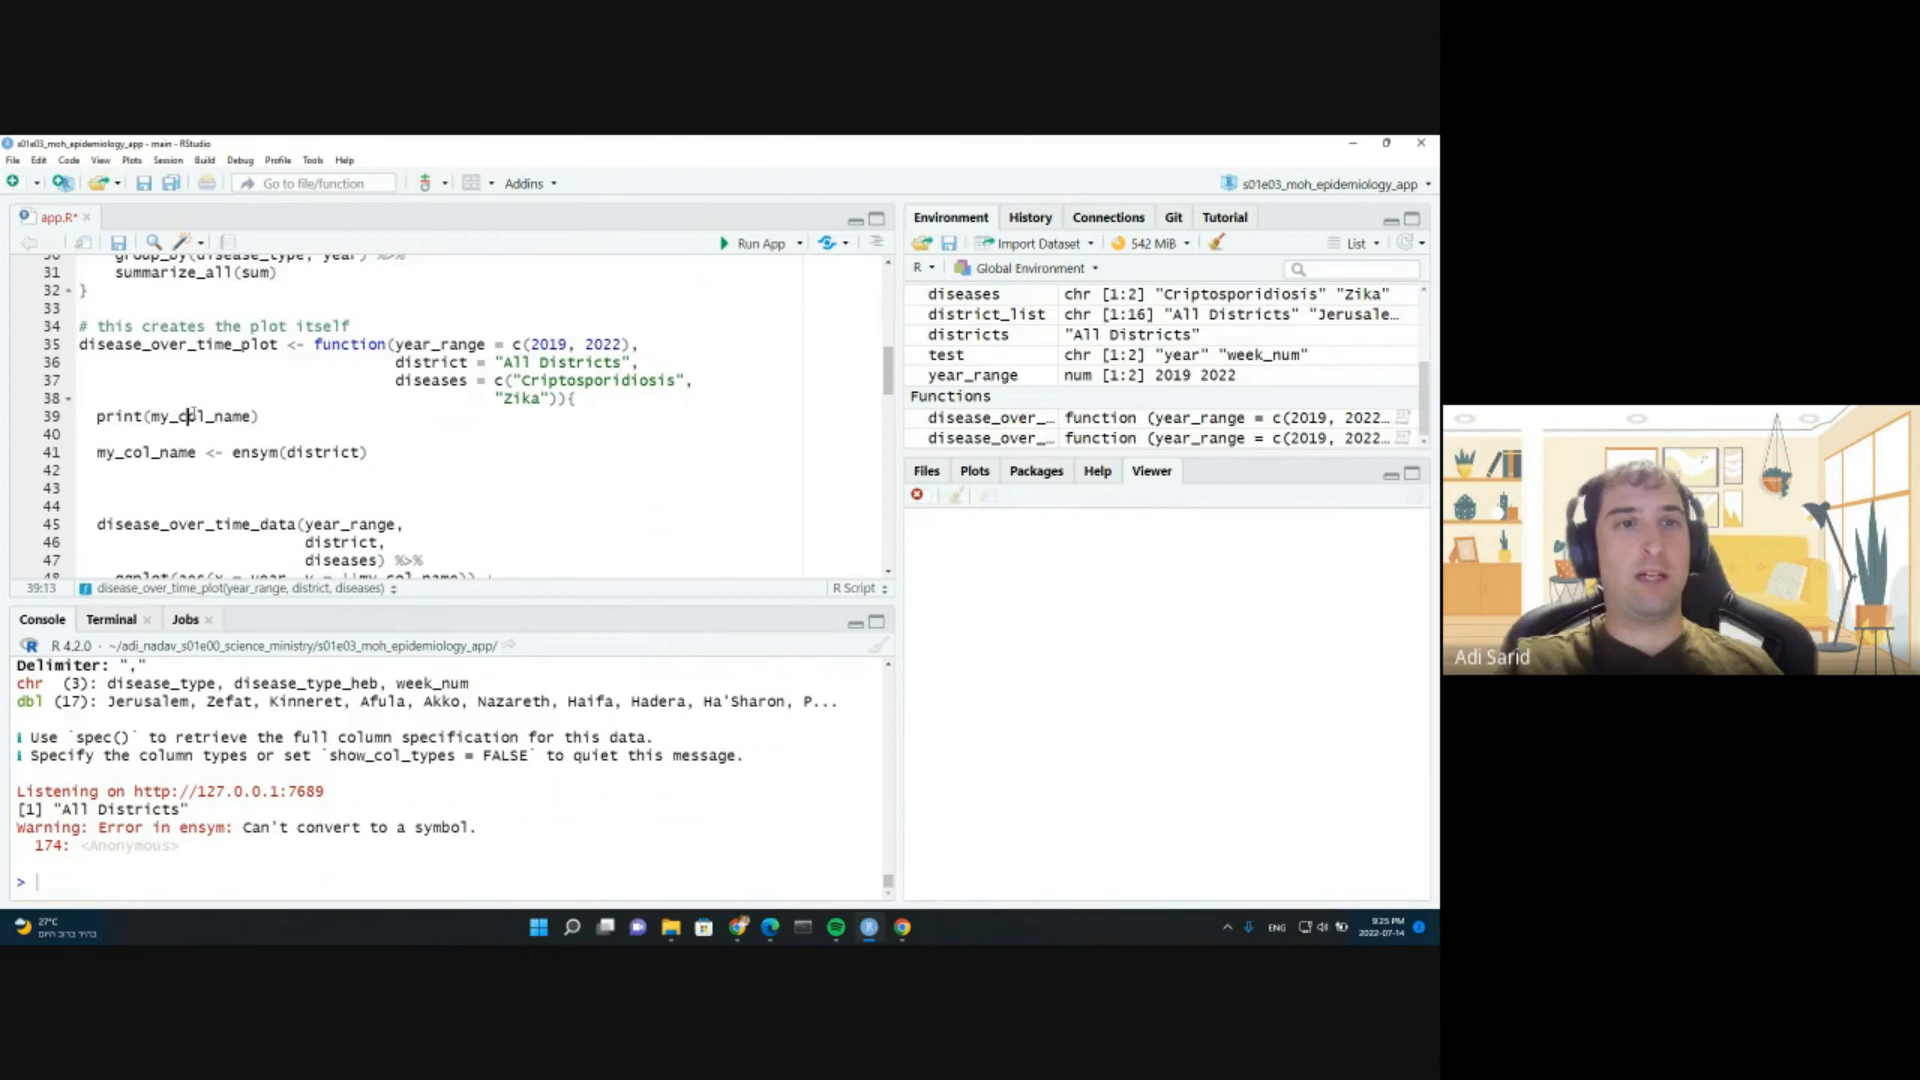 s01e03_moh_epidemiology_app - main - RStudio
File Edit Code View Plots Session Build Debug Profile Tools Help
Go to file/function
Addins
s01e03_moh_epidemiology_app
app.R*
Run App
group_by(disease_type, year) %>%
31 summarize_all(sum)
32 }
33
34 # this creates the plot itself
35 disease_over_time_plot <- function(year_range = c(2019, 2022),
36 district = "All Districts",
37 diseases = c("Criptosporidiosis",
38 "Zika")){
39 print(my_col_name)
40
41 my_col_name <- ensym(district)
42
43
44
45 disease_over_time_data(year_range,
46 district,
47 diseases) %>%
48 ggplot(aes(x = year, y = !!my_col_name)) +
39:13 disease_over_time_plot(year_range, district, diseases) R Script
Console Terminal Jobs
R 4.2.0 · ~/adi_nadav_s01e00_science_ministry/s01e03_moh_epidemiology_app/
Delimiter: ","
chr (3): disease_type, disease_type_heb, week_num
dbl (17): Jerusalem, Zefat, Kinneret, Afula, Akko, Nazareth, Haifa, Hadera, Ha'Sharon, P...
i Use `spec()` to retrieve the full column specification for this data.
i Specify the column types or set `show_col_types = FALSE` to quiet this message.
Listening on http://127.0.0.1:7689
[1] "All Districts"
Warning: Error in ensym: Can't convert to a symbol.
174: <Anonymous>
>
Environment History Connections Git Tutorial
Import Dataset 542 MiB List
R Global Environment
diseases chr [1:2] "Criptosporidiosis" "Zika"
district_list chr [1:16] "All Districts" "Jerusale…
districts "All Districts"
test chr [1:2] "year" "week_num"
year_range num [1:2] 2019 2022
Functions
disease_over_… function (year_range = c(2019, 2022…
disease_over_… function (year_range = c(2019, 2022…
Files Plots Packages Help Viewer
Adi Sarid
27°C
ENG
9:25 PM
2022-07-14